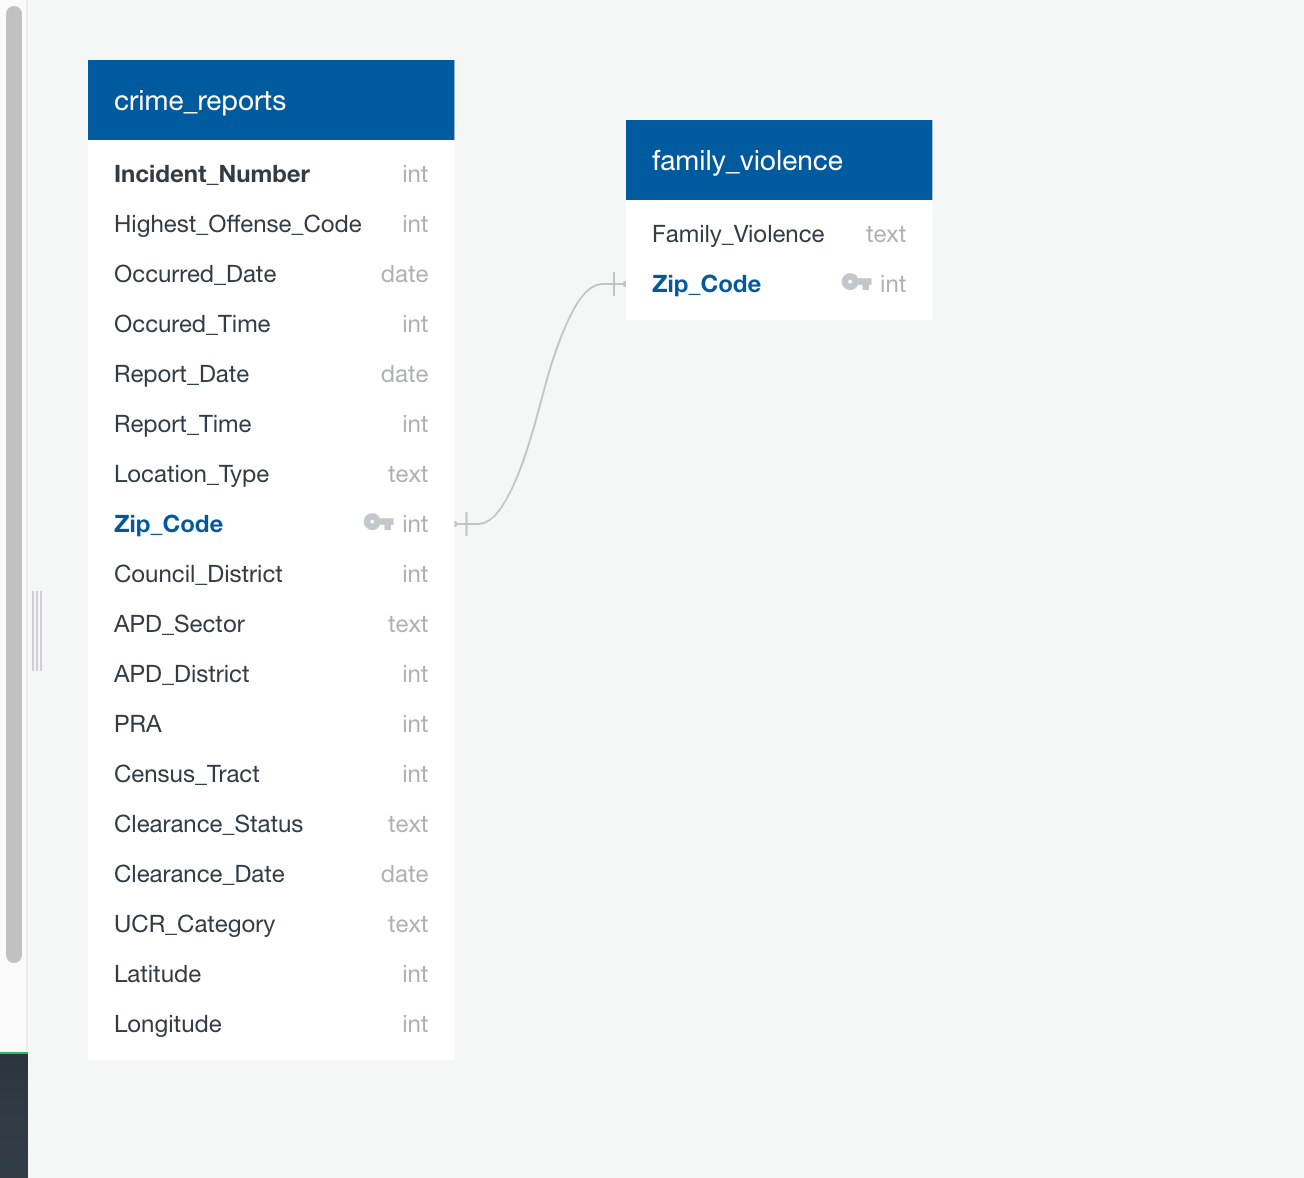 crime_reports
Incident_Number int
Highest_Offense_Code int
Occurred_Date date
Occured_Time int
Report_Date date
Report_Time int
Location_Type text
Zip_Code int
Council_District int
APD_Sector text
APD_District int
PRA int
Census_Tract int
Clearance_Status text
Clearance_Date date
UCR_Category text
Latitude int
Longitude int
family_violence
Family_Violence text
Zip_Code int